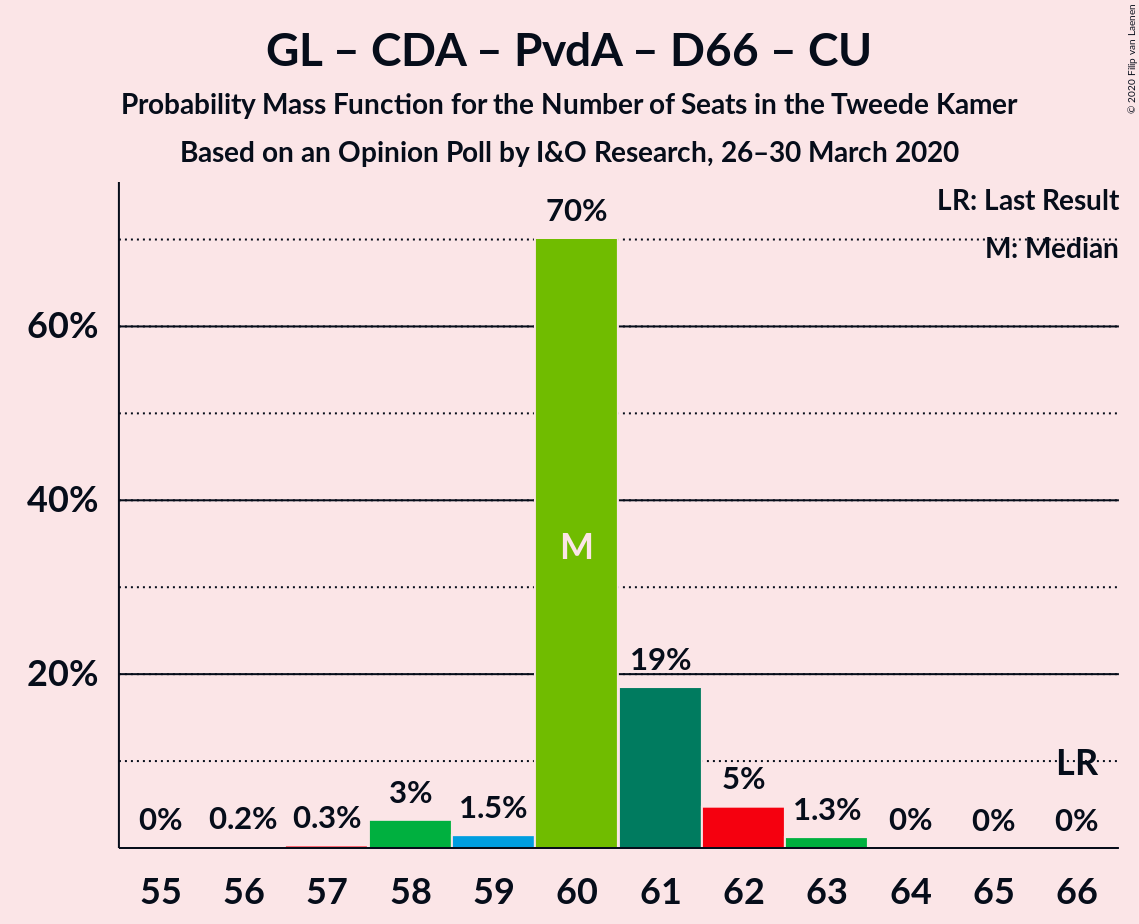 GL – CDA – PvdA – D66 – CU
Probability Mass Function for the Number of Seats in the Tweede Kamer
Based on an Opinion Poll by I&O Research, 26–30 March 2020
© 2020 Filip van Laenen
LR: Last Result
M: Median
60%
40%
20%
0%
0.2%
0.3%
3%
1.5%
70%
M
19%
5%
1.3%
0%
0%
LR
0%
55 56 57 58 59 60 61 62 63 64 65 66